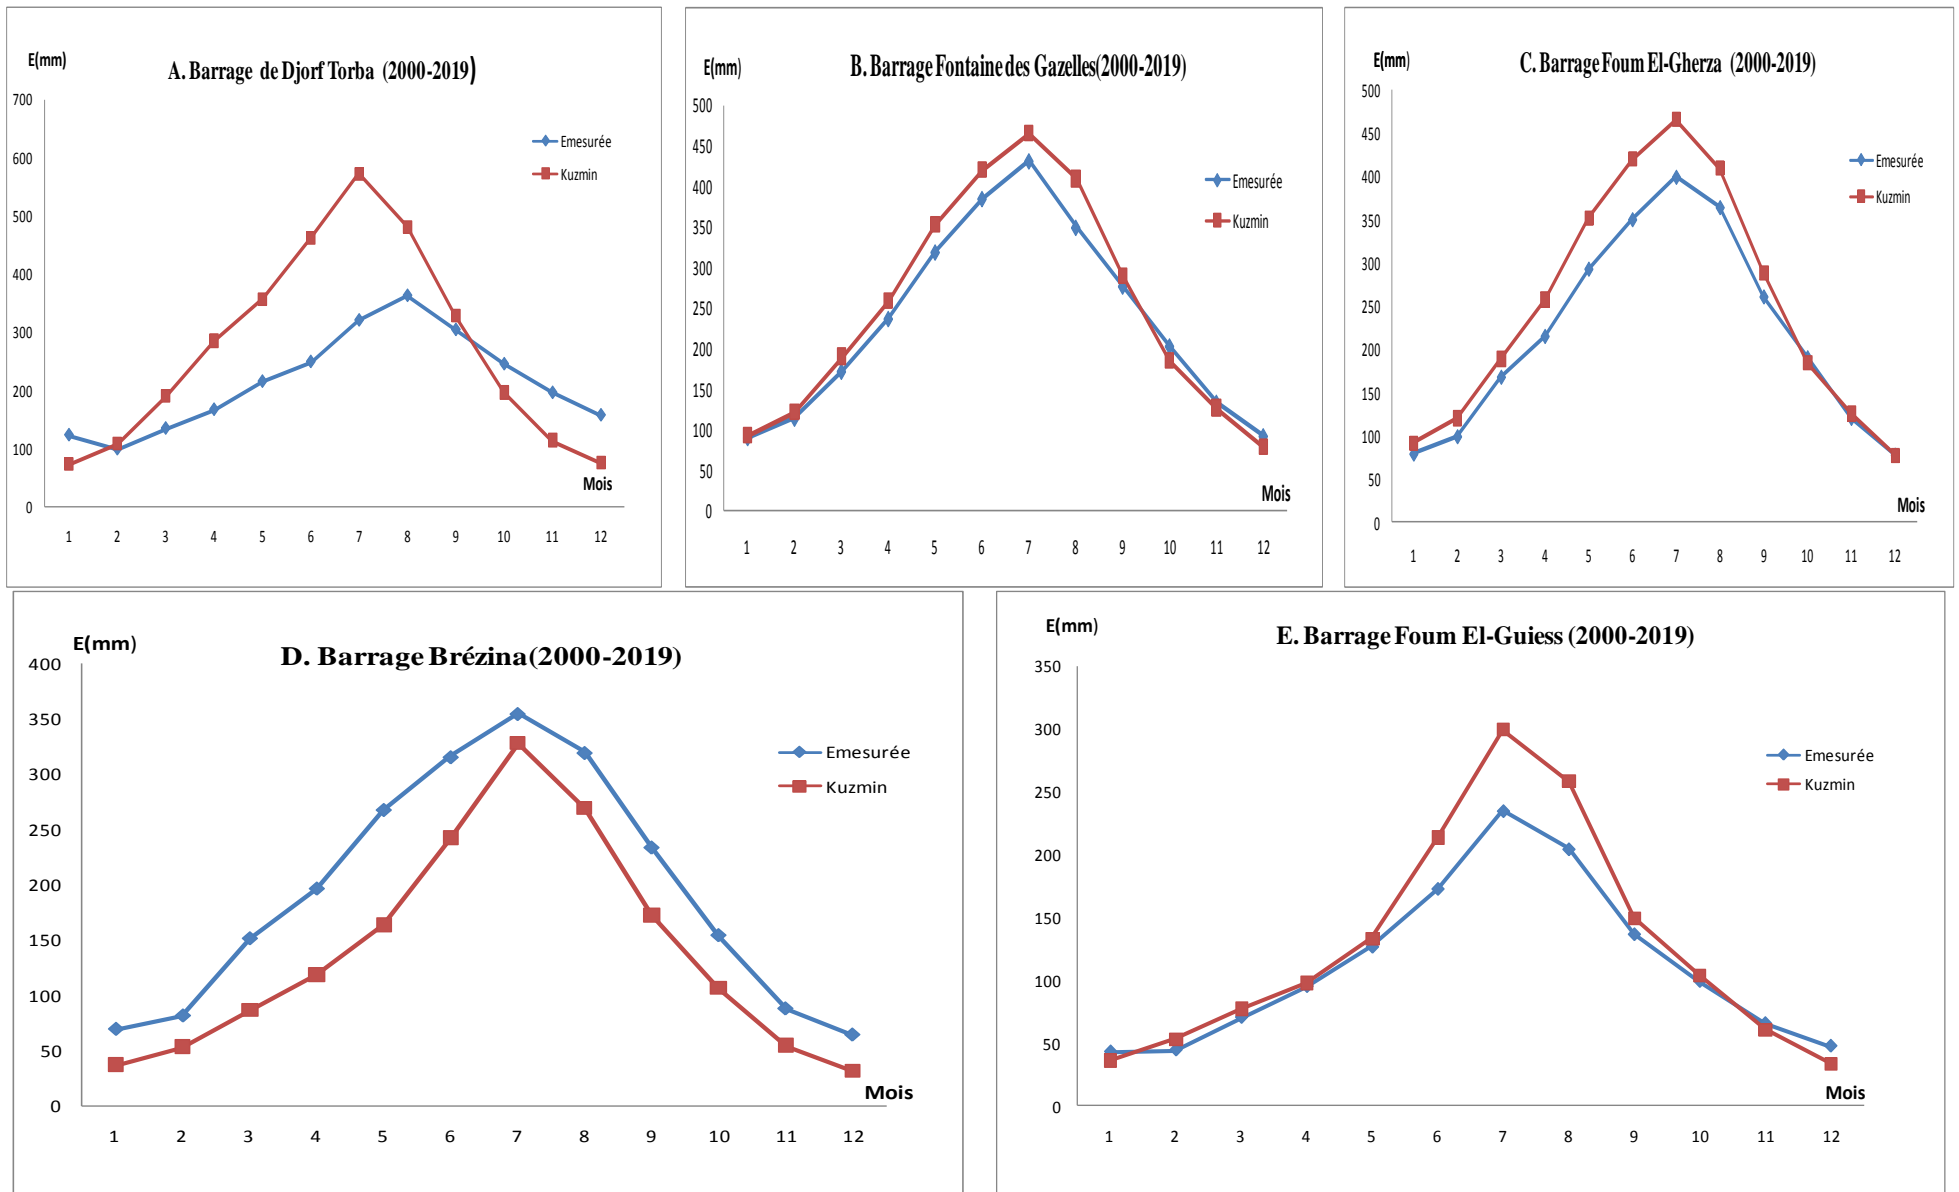 A. Barrage de Djorf Torba (2000-2019)
E(mm)
700
600
500
400
300
200
100
0
Emesurée
Kuzmin
Mois
1 2 3 4 5 6 7 8 9 10 11 12
B. Barrage Fontaine des Gazelles(2000-2019)
E(mm)
500
450
400
350
300
250
200
150
100
50
0
Emesurée
Kuzmin
Mois
1 2 3 4 5 6 7 8 9 10 11 12
C. Barrage Foum El-Gherza (2000-2019)
E(mm)
500
450
400
350
300
250
200
150
100
50
0
Emesurée
Kuzmin
Mois
1 2 3 4 5 6 7 8 9 10 11 12
E(mm)
D. Barrage Brézina(2000-2019)
400
350
300
250
200
150
100
50
0
Emesurée
Kuzmin
Mois
1 2 3 4 5 6 7 8 9 10 11 12
E(mm)
E. Barrage Foum El-Guiess (2000-2019)
350
300
250
200
150
100
50
0
Emesurée
Kuzmin
Mois
1 2 3 4 5 6 7 8 9 10 11 12